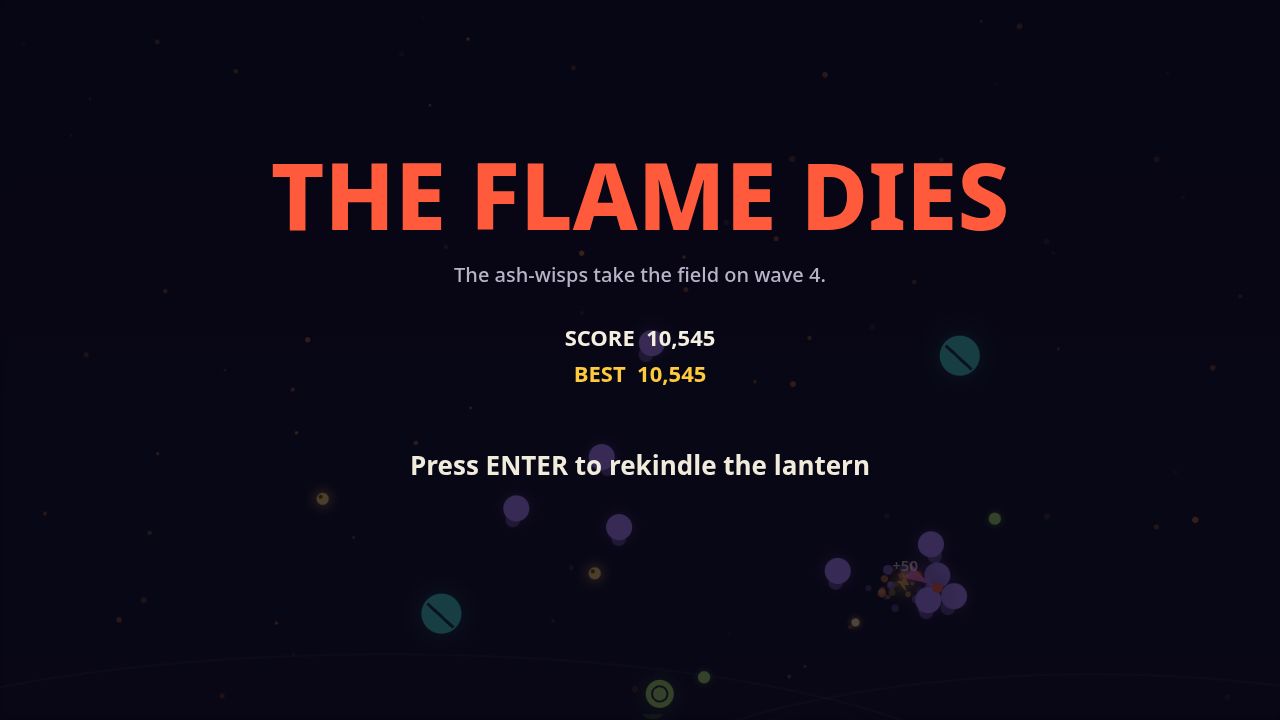 THE FLAME DIES
The ash-wisps take the field on wave 4.
SCORE 10,545
BEST 10,545
Press ENTER to rekindle the lantern
+50